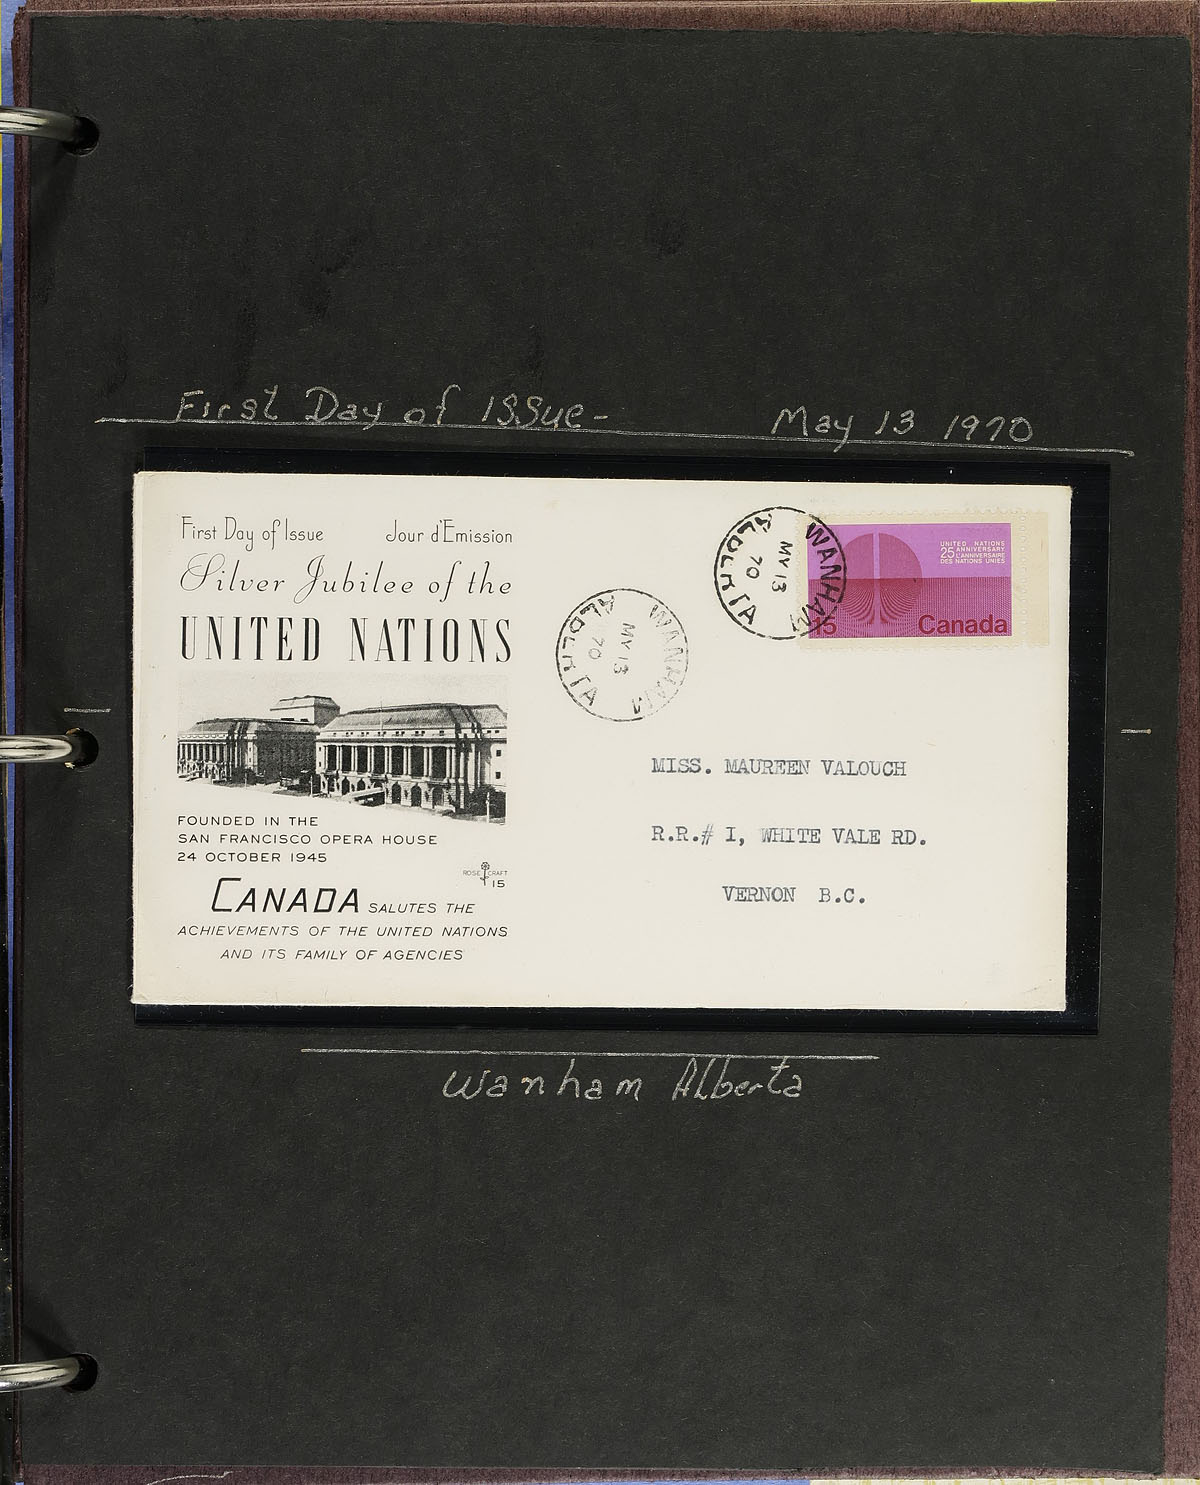 First Day of Issue - May 13 1970
First Day of Issue Jour d'Emission
Silver Jubilee of the
UNITED NATIONS
FOUNDED IN THE
SAN FRANCISCO OPERA HOUSE
24 OCTOBER 1945
ROSE CRAFT
15
CANADA SALUTES THE
ACHIEVEMENTS OF THE UNITED NATIONS
AND ITS FAMILY OF AGENCIES
WANHAM
MY 13
70
ALBERTA
WANHAM
MY 13
70
ALBERTA
UNITED NATIONS
25 ANNIVERSARY
L'ANNIVERSAIRE
DES NATIONS UNIES
15 Canada
MISS. MAUREEN VALOUCH
R.R.# I, WHITE VALE RD.
VERNON B.C.
Wanham Alberta